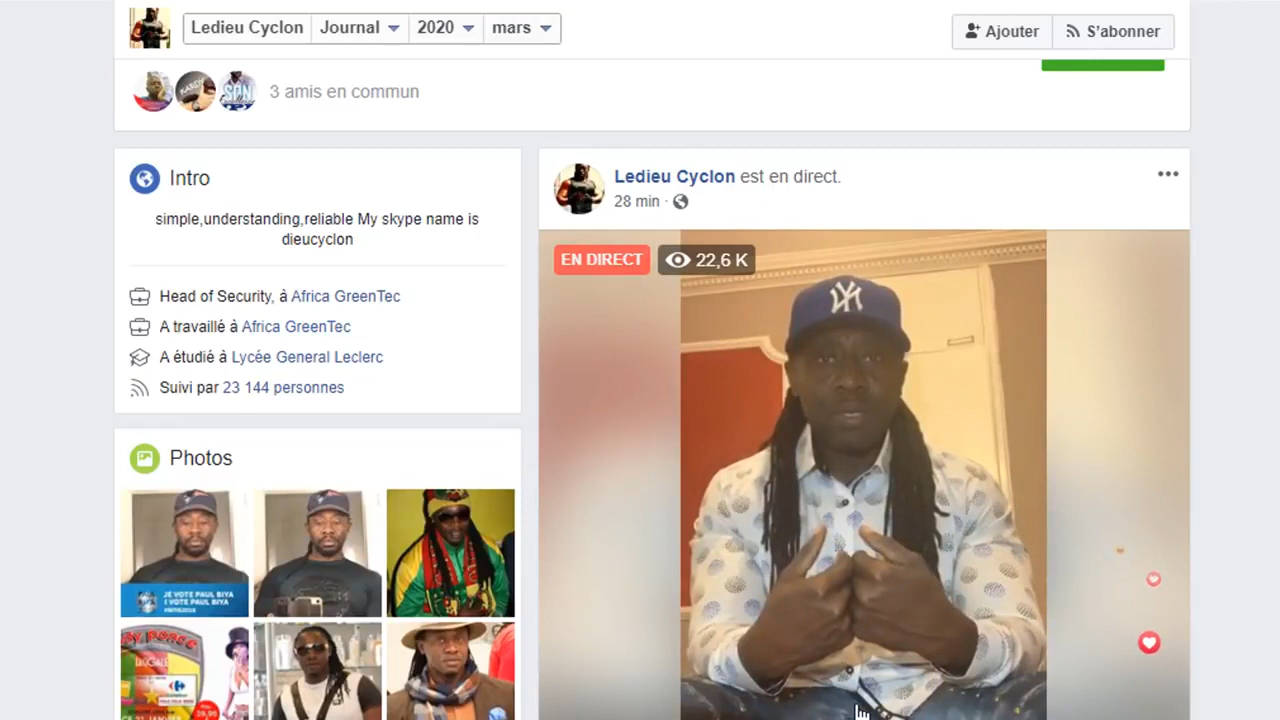 Ledieu Cyclon Journal 2020 mars
Ajouter S'abonner
3 amis en commun
Intro
simple,understanding,reliable My skype name is
dieucyclon
Head of Security, à Africa GreenTec
A travaillé à Africa GreenTec
A étudié à Lycée General Leclerc
Suivi par 23 144 personnes
Photos
JE VOTE PAUL BIYA
I VOTE PAUL BIYA
Ledieu Cyclon est en direct.
28 min ·
EN DIRECT 22,6 K
NY